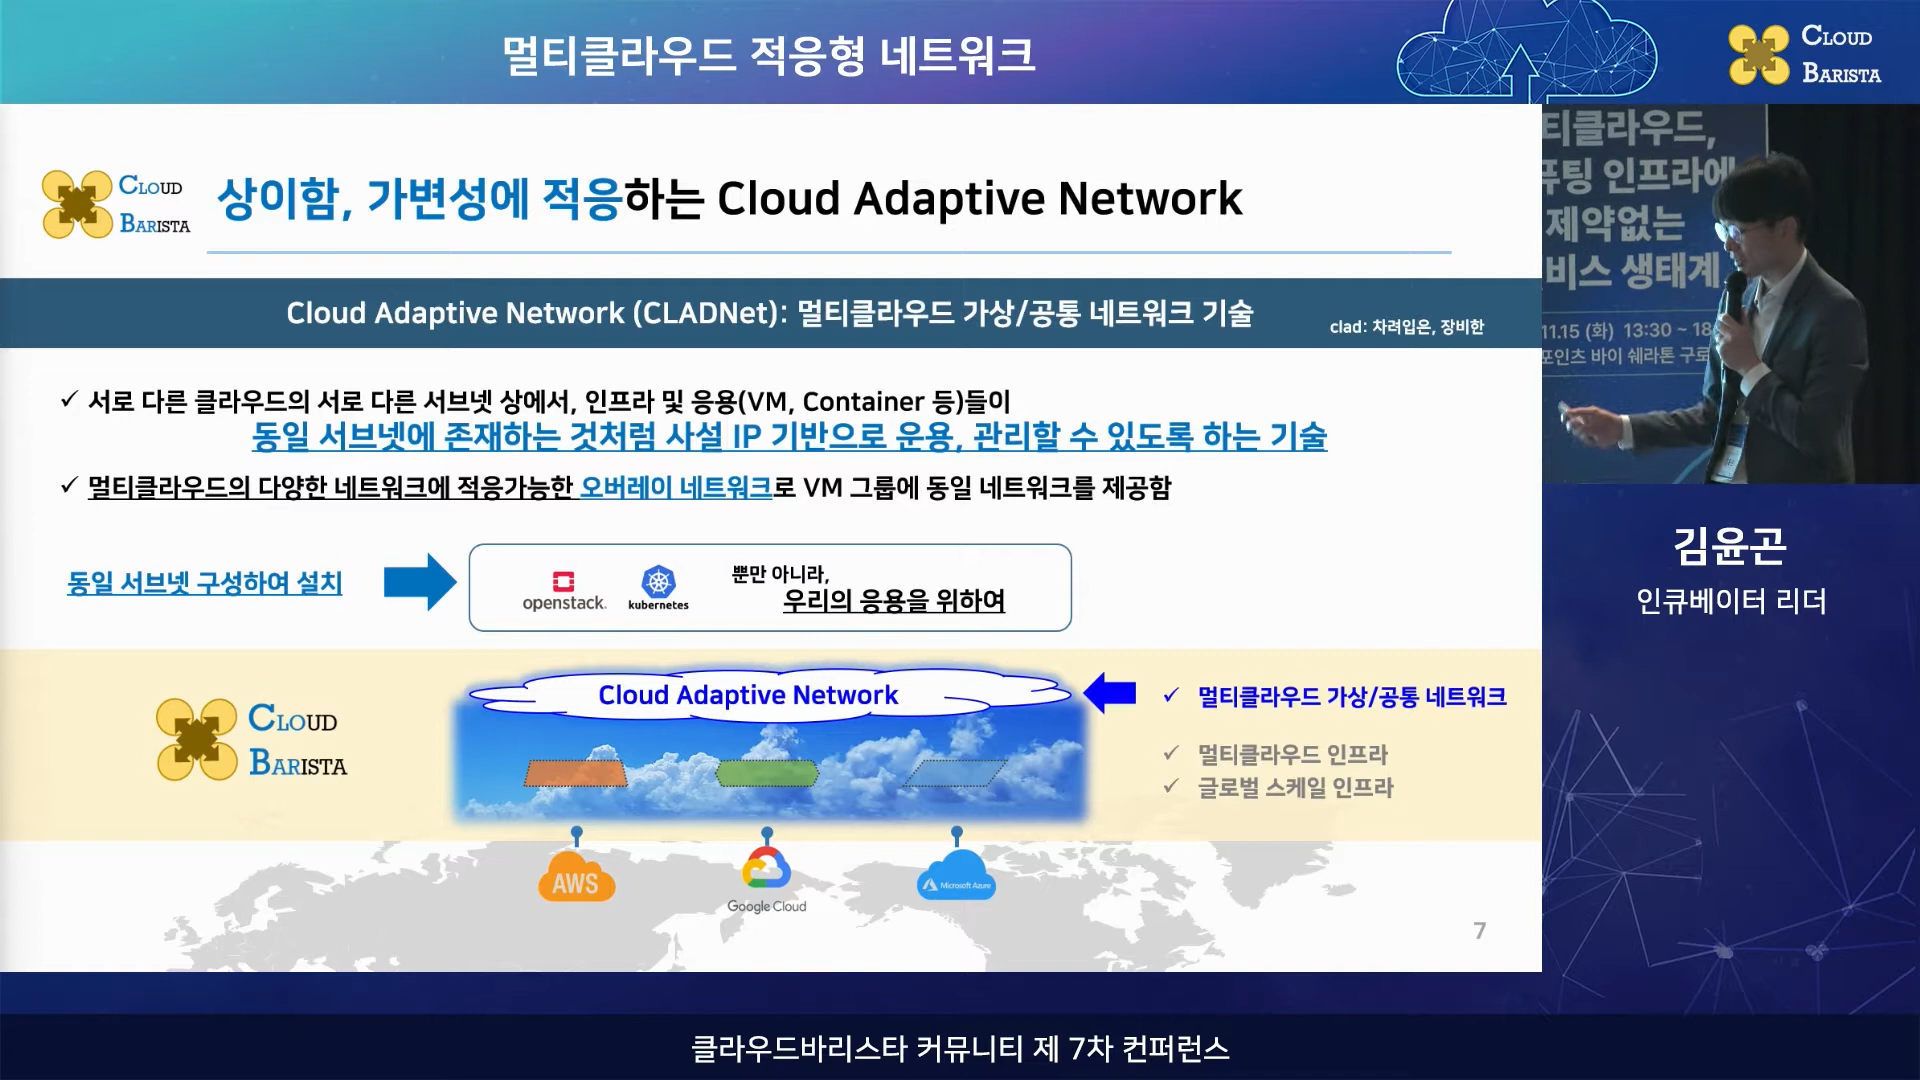 멀티클라우드 적응형 네트워크
CLOUD
BARISTA
CLOUD
BARISTA
상이함, 가변성에 적응하는 Cloud Adaptive Network
Cloud Adaptive Network (CLADNet): 멀티클라우드 가상/공통 네트워크 기술
clad: 차려입은, 장비한
✓ 서로 다른 클라우드의 서로 다른 서브넷 상에서, 인프라 및 응용(VM, Container 등)들이
동일 서브넷에 존재하는 것처럼 사설 IP 기반으로 운용, 관리할 수 있도록 하는 기술
✓ 멀티클라우드의 다양한 네트워크에 적응가능한 오버레이 네트워크로 VM 그룹에 동일 네트워크를 제공함
동일 서브넷 구성하여 설치
openstack.
kubernetes
뿐만 아니라,
우리의 응용을 위하여
CLOUD
BARISTA
Cloud Adaptive Network
✓ 멀티클라우드 가상/공통 네트워크
✓ 멀티클라우드 인프라
✓ 글로벌 스케일 인프라
AWS
Google Cloud
Microsoft Azure
7
티클라우드,
퓨팅 인프라에
제약없는
비스 생태계
11.15 (화) 13:30 ~ 18
포인츠 바이 쉐라톤 구로
김윤곤
인큐베이터 리더
클라우드바리스타 커뮤니티 제 7차 컨퍼런스